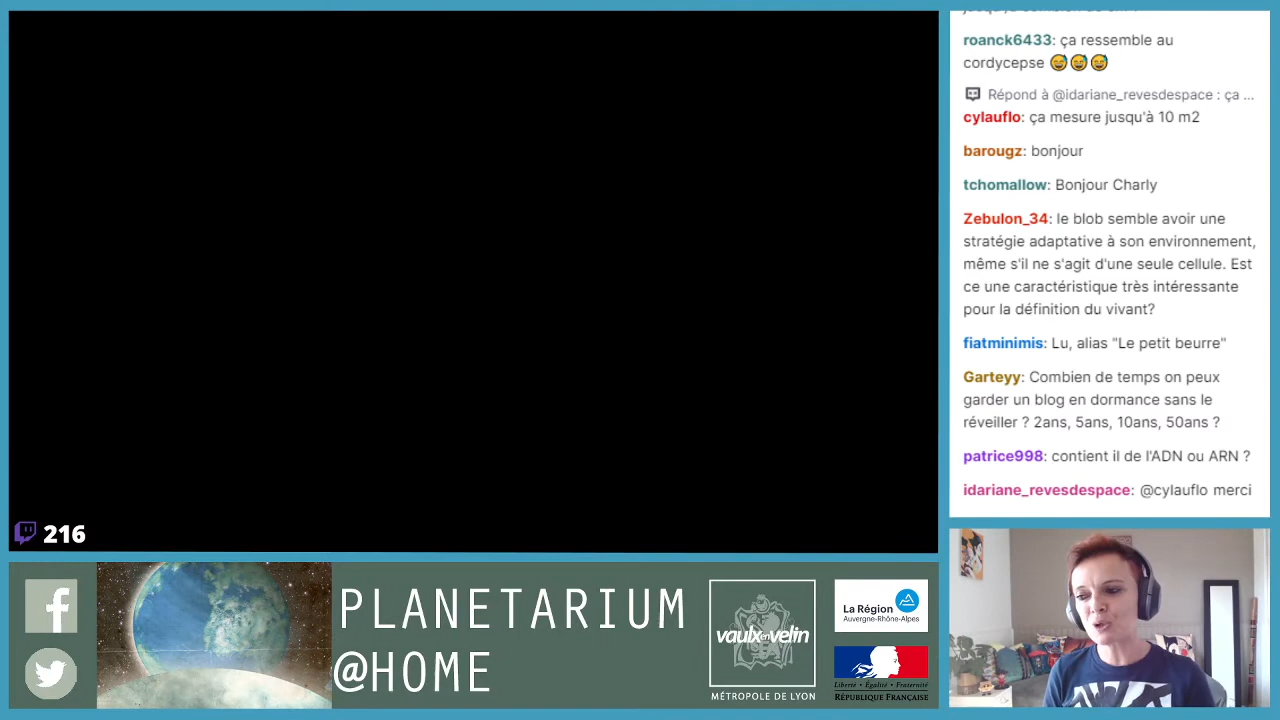 roanck6433: ça ressemble au
cordycepse
Répond à @idariane_revesdespace : ça ...
cylauflo: ça mesure jusqu'à 10 m2
barougz: bonjour
tchomallow: Bonjour Charly
Zebulon_34: le blob semble avoir une
stratégie adaptative à son environnement,
même s'il ne s'agit d'une seule cellule. Est
ce une caractéristique très intéressante
pour la définition du vivant?
fiatminimis: Lu, alias "Le petit beurre"
Garteyy: Combien de temps on peux
garder un blog en dormance sans le
réveiller ? 2ans, 5ans, 10ans, 50ans ?
patrice998: contient il de l'ADN ou ARN ?
idariane_revesdespace: @cylauflo merci
216
PLANETARIUM
@HOME
vaulx en velin
MÉTROPOLE DE LYON
La Région
Auvergne-Rhône-Alpes
Liberté • Égalité • Fraternité
RÉPUBLIQUE FRANÇAISE